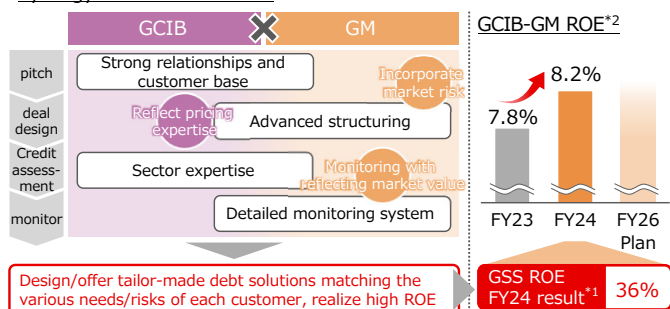 GCIB
GM
pitch
Strong relationships and
customer base
Incorporate
market risk
deal
design
Reflect pricing
expertise
Advanced structuring
Credit
assess-
ment
Sector expertise
Monitoring with
reflecting market value
monitor
Detailed monitoring system
Design/offer tailor-made debt solutions matching the
various needs/risks of each customer, realize high ROE
GCIB-GM ROE*2
7.8%
8.2%
FY23
FY24
FY26
Plan
GSS ROE
FY24 result*1
36%